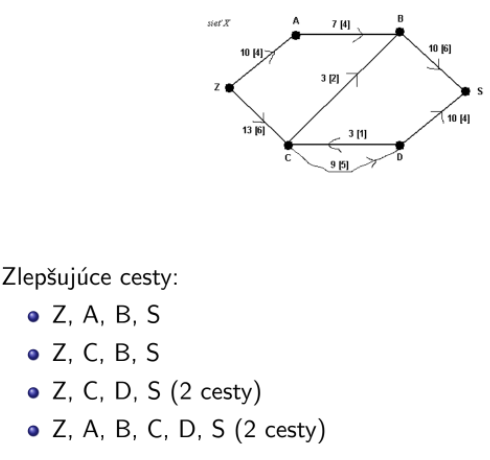 sieť X
A
7 [4]
B
10 [4]
10 [6]
3 [2]
Z
S
13 [6]
10 [4]
3 [1]
C
D
9 [5]
Zlepšujúce cesty:
Z, A, B, S
Z, C, B, S
Z, C, D, S (2 cesty)
Z, A, B, C, D, S (2 cesty)